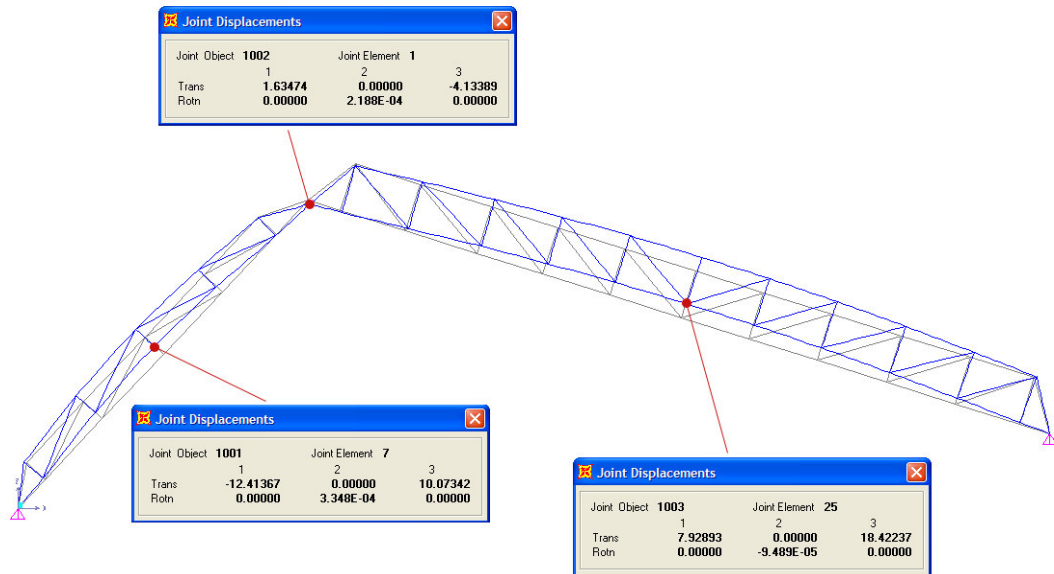 Joint Displacements
Joint Object 1002 Joint Element 1
1 2 3
Trans 1.63474 0.00000 -4.13389
Rotn 0.00000 2.188E-04 0.00000
Joint Displacements
Joint Object 1001 Joint Element 7
1 2 3
Trans -12.41367 0.00000 10.07342
Rotn 0.00000 3.348E-04 0.00000
Joint Displacements
Joint Object 1003 Joint Element 25
1 2 3
Trans 7.92893 0.00000 18.42237
Rotn 0.00000 -9.489E-05 0.00000
Z
X